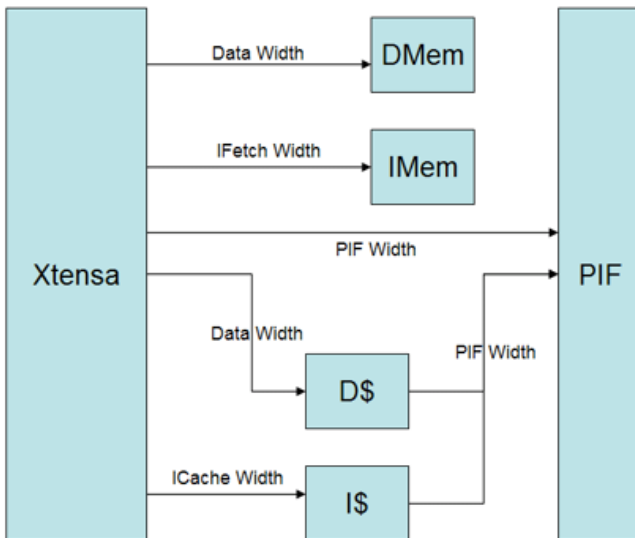 Data Width
DMem
IFetch Width
IMem
PIF Width
Xtensa
PIF
Data Width
PIF Width
D$
ICache Width
I$